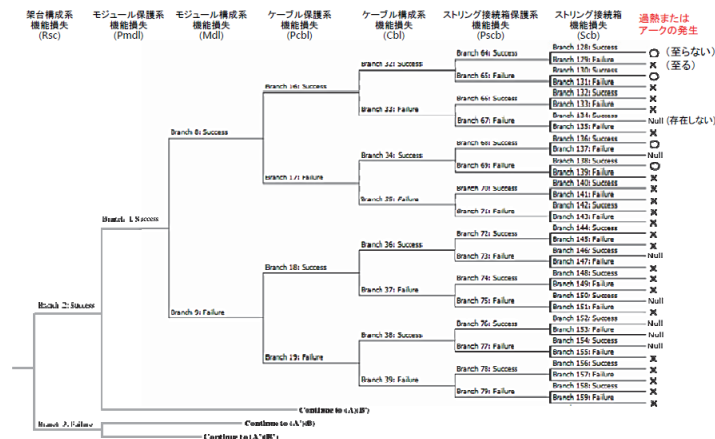 架台構成系 機能損失 (Rsc)
モジュール保護系 機能損失 (Pmdl)
モジュール構成系 機能損失 (Mdl)
ケーブル保護系 機能損失 (Pcbl)
ケーブル構成系 機能損失 (Cbl)
ストリング接続箱保護系 機能損失 (Pscb)
ストリング接続箱 機能損失 (Scb)
過熱または アークの発生
Branch 2: Success
Branch 3: Failure
Branch 4: Success
Branch 8: Success
Branch 9: Failure
Branch 16: Success
Branch 17: Failure
Branch 18: Success
Branch 19: Failure
Branch 32: Success
Branch 33: Failure
Branch 34: Success
Branch 35: Failure
Branch 36: Success
Branch 37: Failure
Branch 38: Success
Branch 39: Failure
Branch 64: Success
Branch 65: Failure
Branch 66: Success
Branch 67: Failure
Branch 68: Success
Branch 69: Failure
Branch 70: Success
Branch 71: Failure
Branch 72: Success
Branch 73: Failure
Branch 74: Success
Branch 75: Failure
Branch 76: Success
Branch 77: Failure
Branch 78: Success
Branch 79: Failure
Branch 128: Success
(至らない)
Branch 129: Failure
(至る)
Branch 130: Success
Branch 131: Failure
Branch 132: Success
Branch 133: Failure
Branch 134: Success
Null (存在しない)
Branch 135: Failure
Branch 136: Success
Branch 137: Failure
Null
Branch 138: Success
Branch 139: Failure
Branch 140: Success
Branch 141: Failure
Branch 142: Success
Branch 143: Failure
Branch 144: Success
Branch 145: Failure
Branch 146: Success
Null
Branch 147: Failure
Branch 148: Success
Branch 149: Failure
Branch 150: Success
Null
Branch 151: Failure
Branch 152: Success
Null
Branch 153: Failure
Null
Branch 154: Success
Null
Branch 155: Failure
Branch 156: Success
Branch 157: Failure
Branch 158: Success
Branch 159: Failure
Continue to (A)(B')
Continue to (A')(B)
Continue to (A')(B')